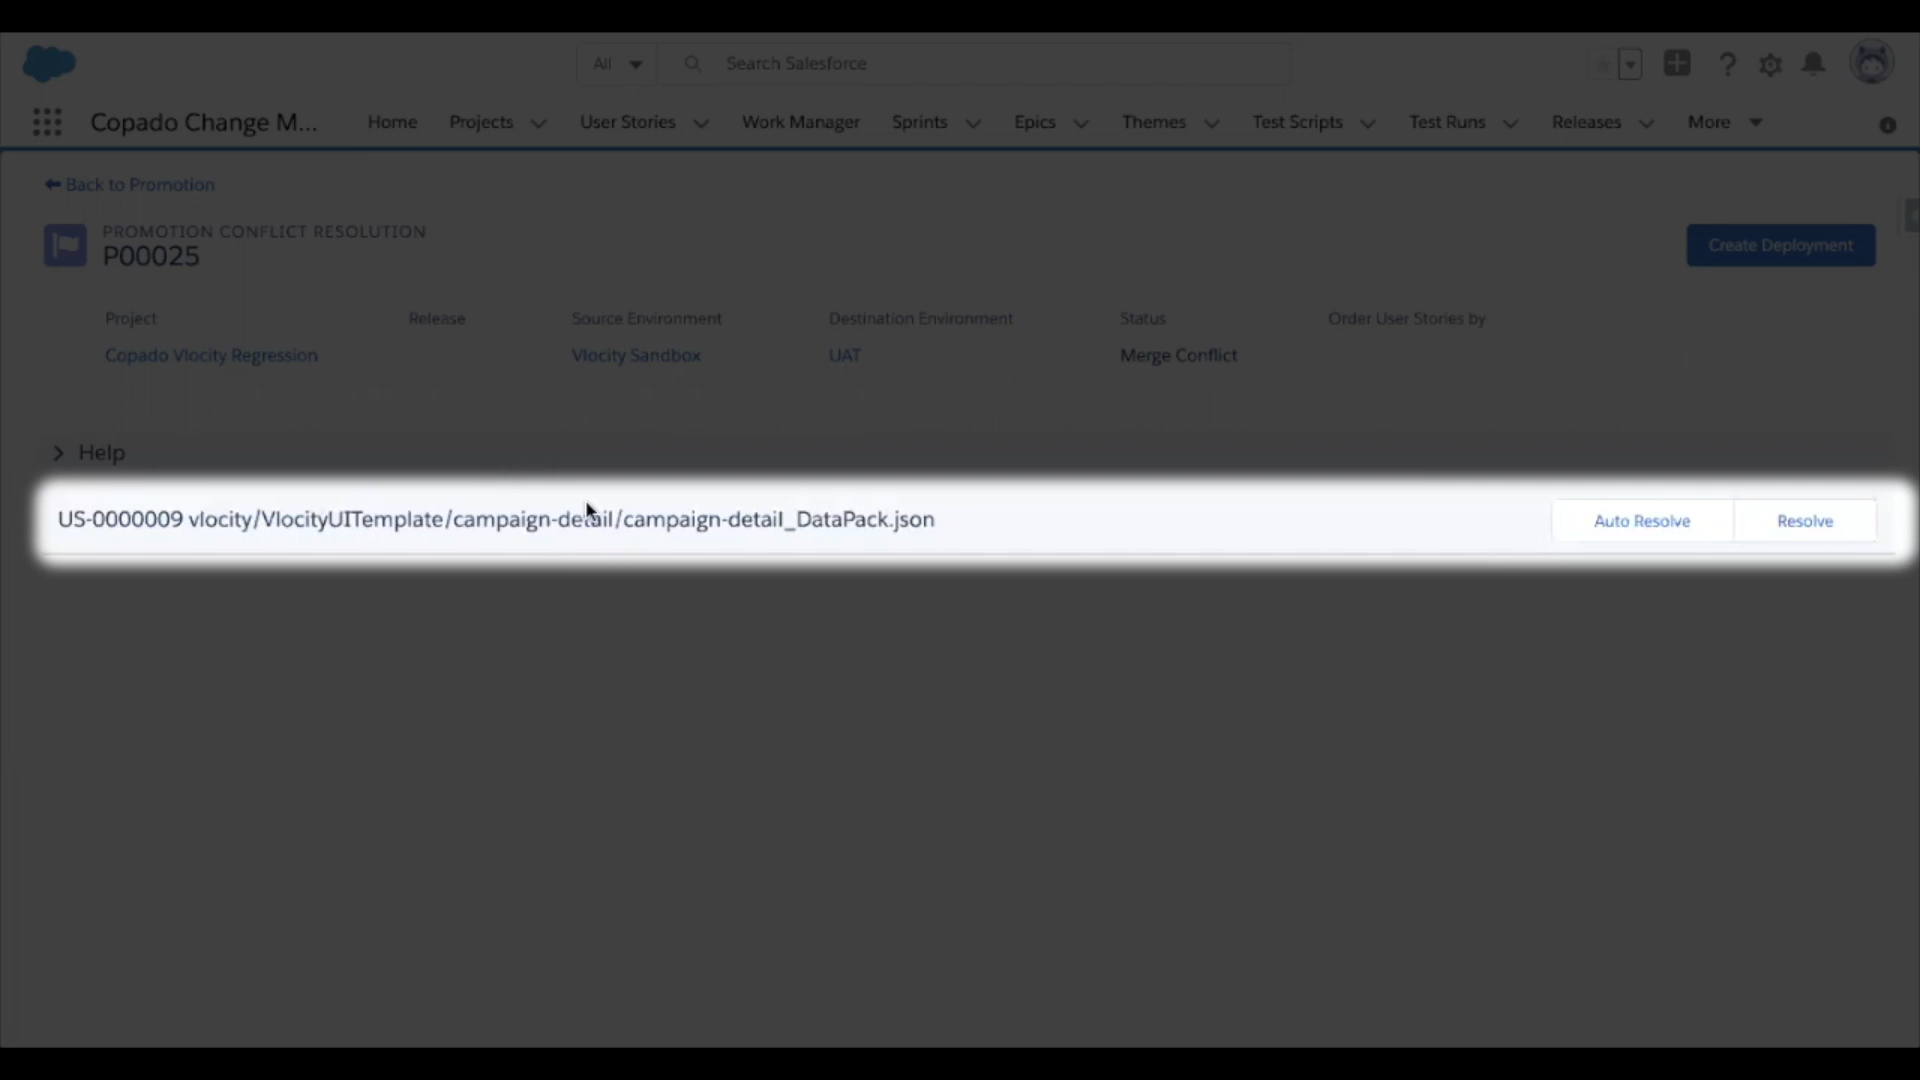 All
Search Salesforce
Copado Change M...
Home
Projects
User Stories
Work Manager
Sprints
Epics
Themes
Test Scripts
Test Runs
Releases
More
Back to Promotion
PROMOTION CONFLICT RESOLUTION
P00025
Create Deployment
Project
Release
Source Environment
Destination Environment
Status
Order User Stories by
Copado Vlocity Regression
Vlocity Sandbox
UAT
Merge Conflict
Help
US-0000009 vlocity/VlocityUITemplate/campaign-detail/campaign-detail_DataPack.json
Auto Resolve
Resolve